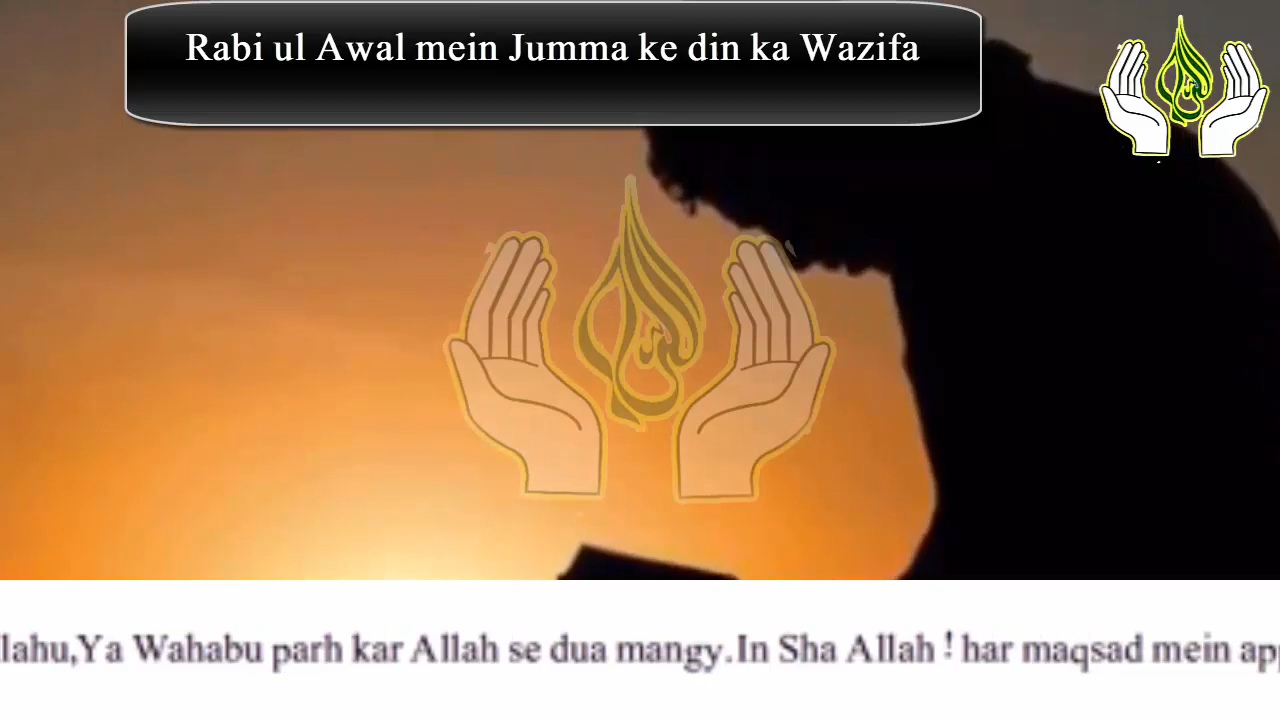 Rabi ul Awal mein Jumma ke din ka Wazifa
lahu,Ya Wahabu parh kar Allah se dua mangy.In Sha Allah ! har maqsad mein